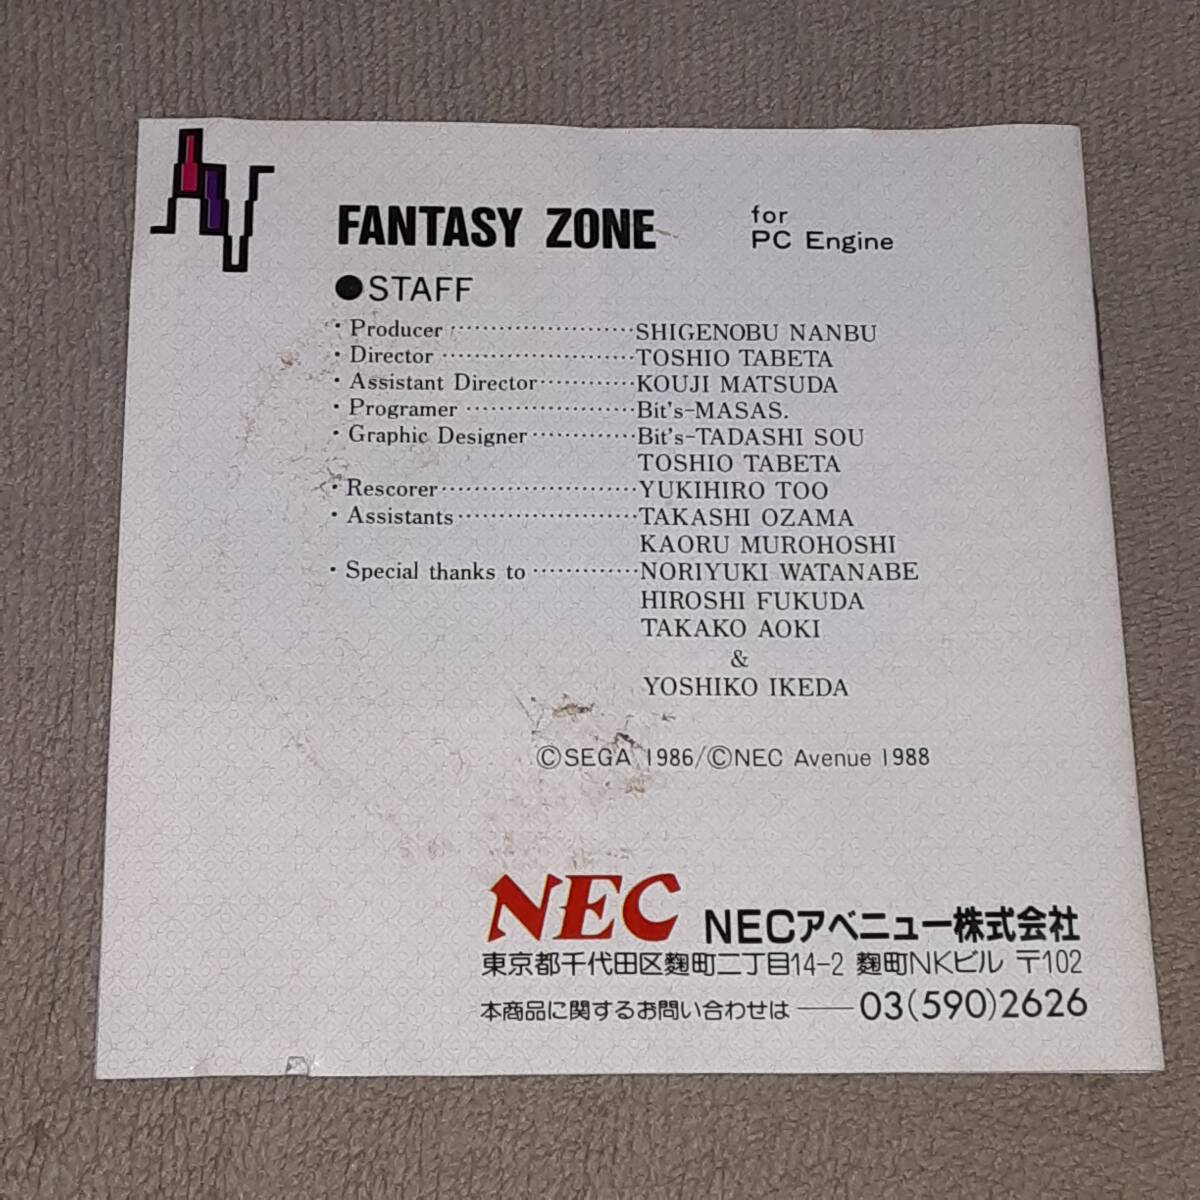 FANTASY ZONE for PC Engine
●STAFF
・Producer ……………………SHIGENOBU NANBU
・Director ……………………TOSHIO TABETA
・Assistant Director…………KOUJI MATSUDA
・Programer …………………Bit's-MASAS.
・Graphic Designer…………Bit's-TADASHI SOU
TOSHIO TABETA
・Rescorer……………………YUKIHIRO TOO
・Assistants…………………TAKASHI OZAMA
KAORU MUROHOSHI
・Special thanks to …………NORIYUKI WATANABE
HIROSHI FUKUDA
TAKAKO AOKI
&
YOSHIKO IKEDA
©SEGA 1986/©NEC Avenue 1988
NEC NECアベニュー株式会社
東京都千代田区麴町二丁目14-2 麴町NKビル 〒102
本商品に関するお問い合わせは——03(590)2626